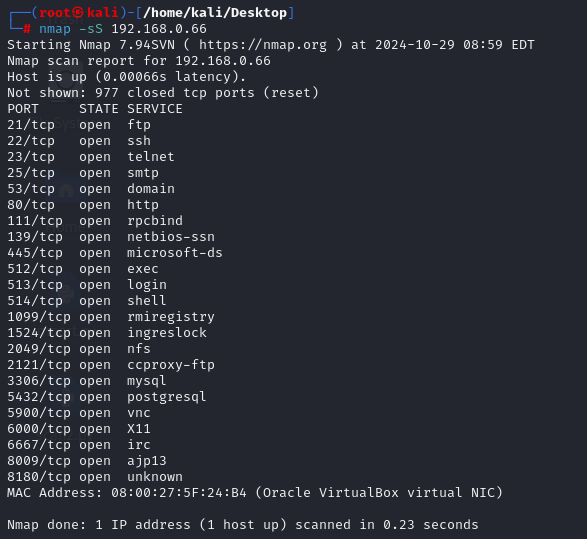 ┌──(root㉿kali)-[/home/kali/Desktop]
└─# nmap -sS 192.168.0.66
Starting Nmap 7.94SVN ( https://nmap.org ) at 2024-10-29 08:59 EDT
Nmap scan report for 192.168.0.66
Host is up (0.00066s latency).
Not shown: 977 closed tcp ports (reset)
PORT     STATE SERVICE
21/tcp   open  ftp
22/tcp   open  ssh
23/tcp   open  telnet
25/tcp   open  smtp
53/tcp   open  domain
80/tcp   open  http
111/tcp  open  rpcbind
139/tcp  open  netbios-ssn
445/tcp  open  microsoft-ds
512/tcp  open  exec
513/tcp  open  login
514/tcp  open  shell
1099/tcp open  rmiregistry
1524/tcp open  ingreslock
2049/tcp open  nfs
2121/tcp open  ccproxy-ftp
3306/tcp open  mysql
5432/tcp open  postgresql
5900/tcp open  vnc
6000/tcp open  X11
6667/tcp open  irc
8009/tcp open  ajp13
8180/tcp open  unknown
MAC Address: 08:00:27:5F:24:B4 (Oracle VirtualBox virtual NIC)
Nmap done: 1 IP address (1 host up) scanned in 0.23 seconds